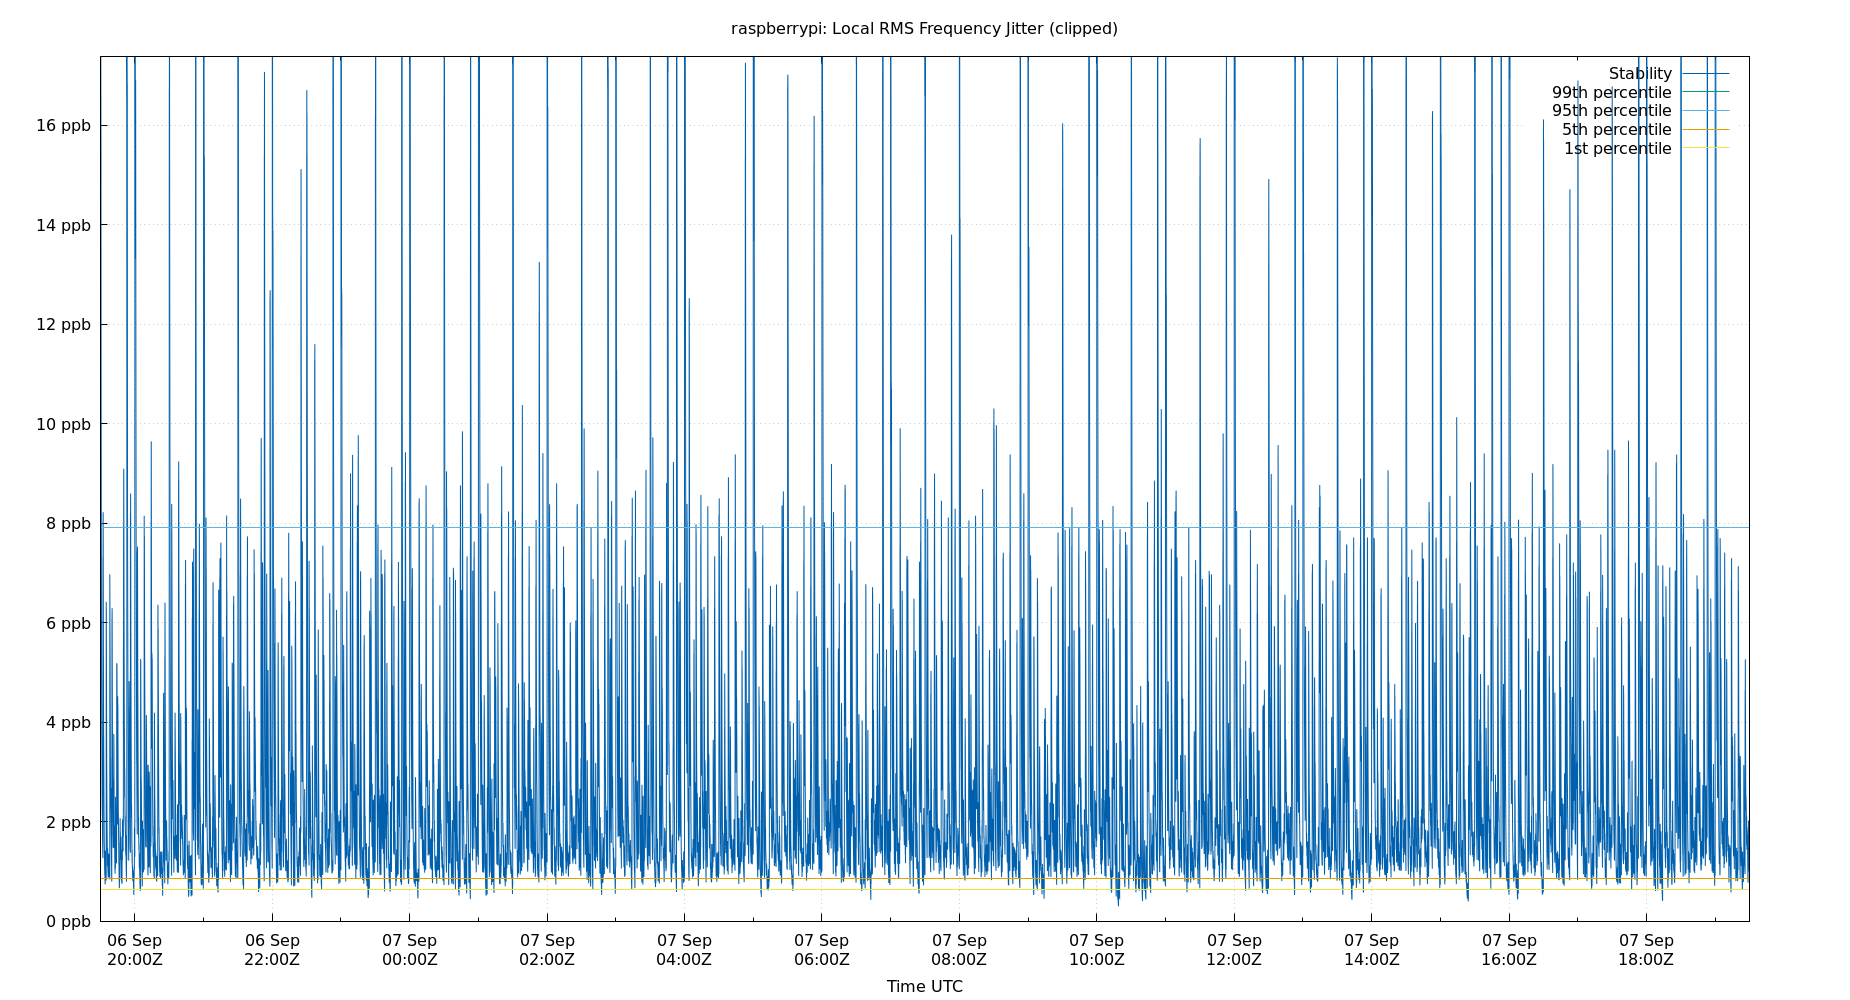 raspberrypi: Local RMS Frequency Jitter (clipped)
Stability
99th percentile
95th percentile
5th percentile
1st percentile
16 ppb
14 ppb
12 ppb
10 ppb
8 ppb
6 ppb
4 ppb
2 ppb
0 ppb
06 Sep 06 Sep 07 Sep 07 Sep 07 Sep 07 Sep 07 Sep 07 Sep 07 Sep 07 Sep 07 Sep 07 Sep
20:00Z 22:00Z 00:00Z 02:00Z 04:00Z 06:00Z 08:00Z 10:00Z 12:00Z 14:00Z 16:00Z 18:00Z
Time UTC